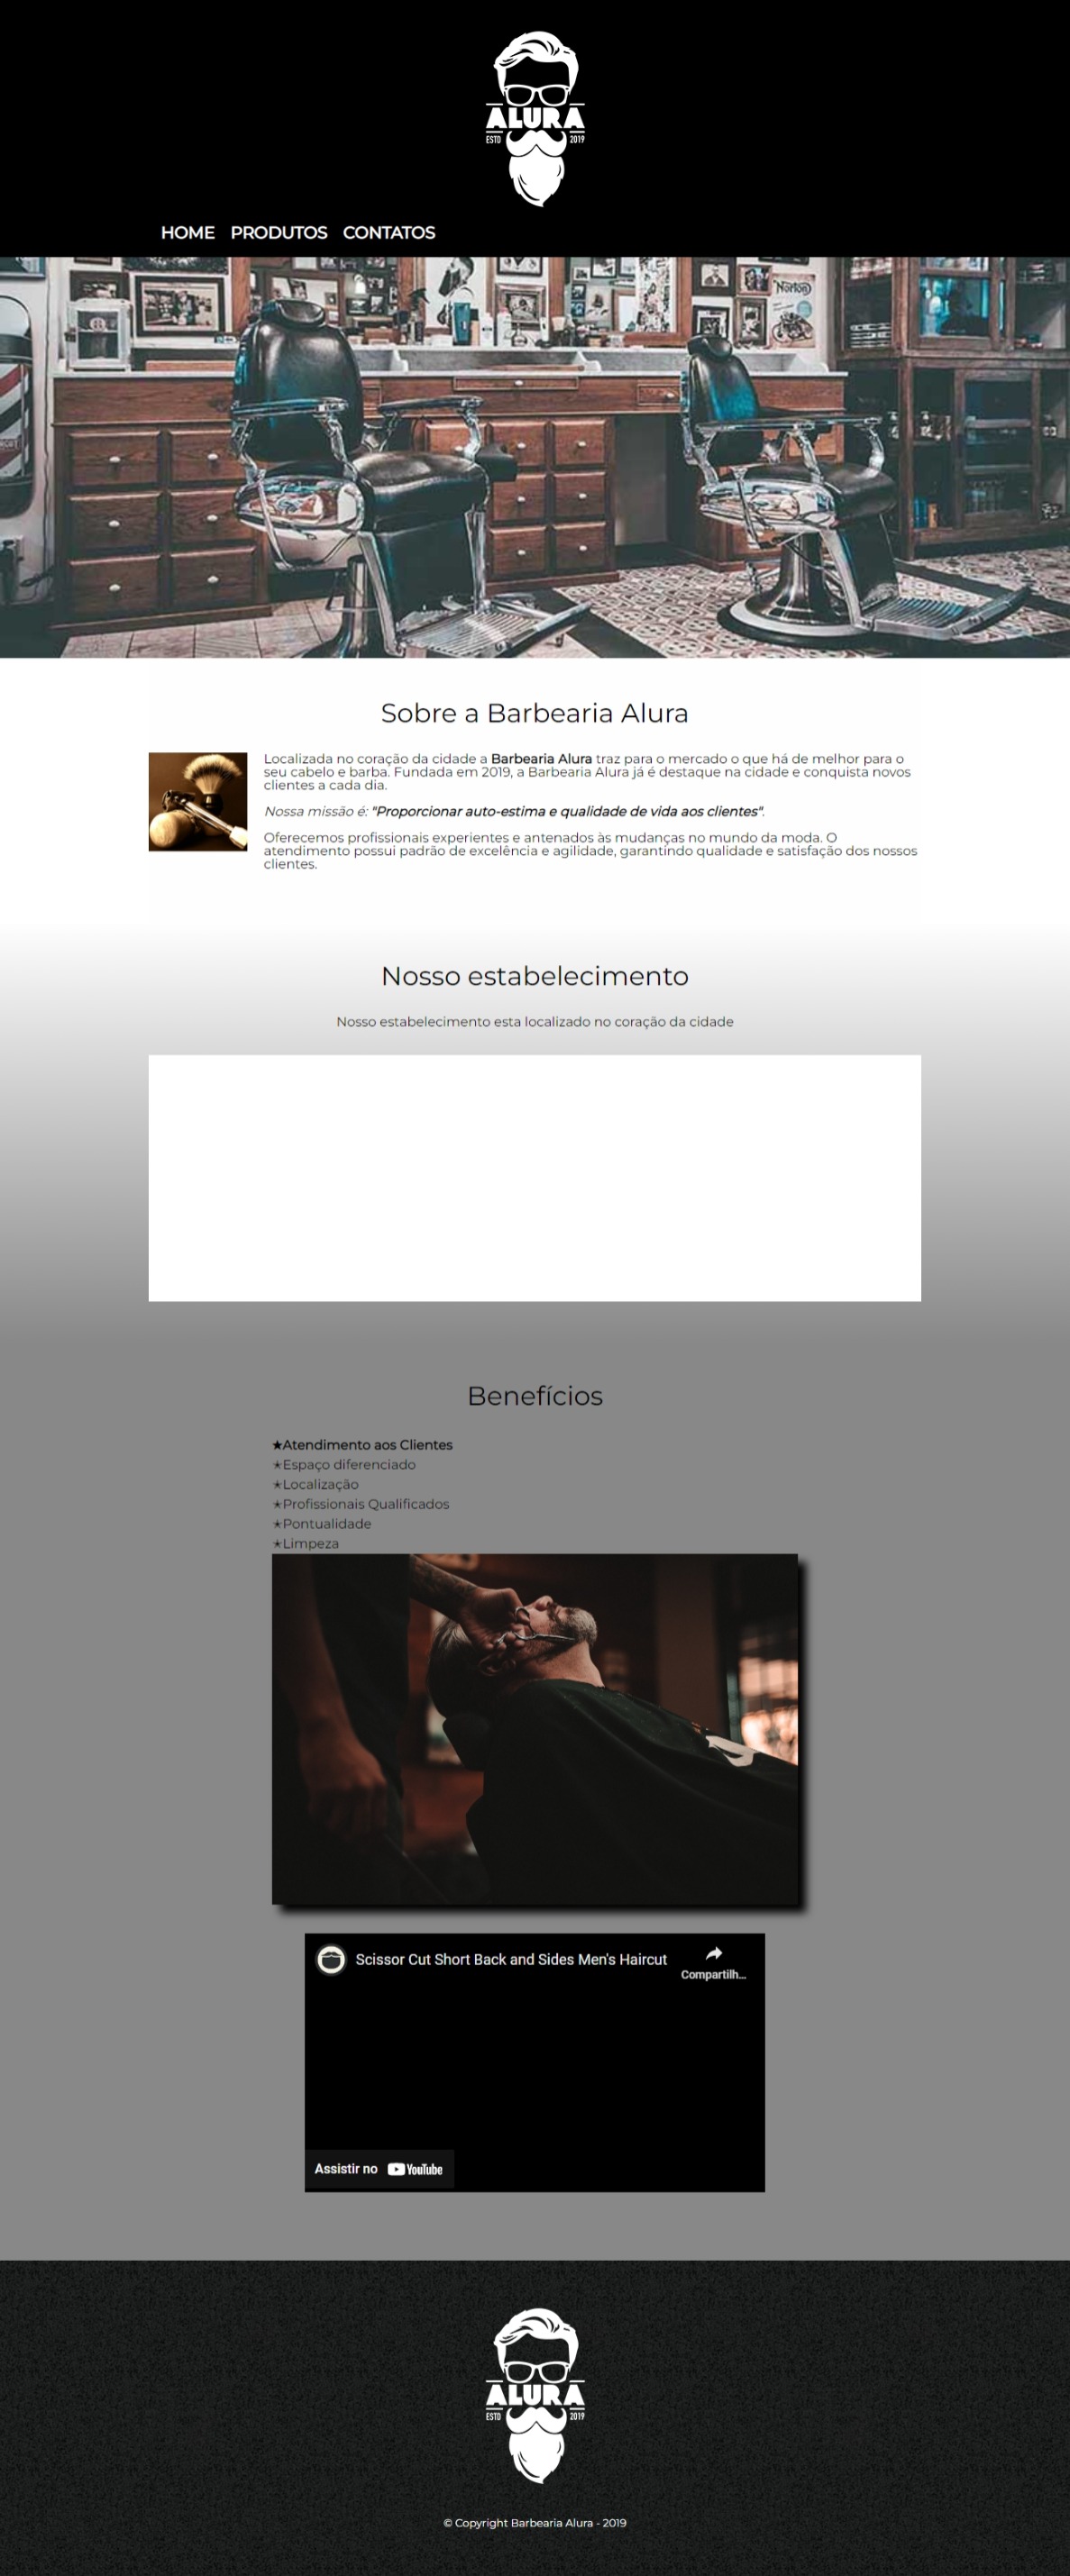 ALURA
ESTD 2019
HOME PRODUTOS CONTATOS
Norton
Sobre a Barbearia Alura
Localizada no coração da cidade a Barbearia Alura traz para o mercado o que há de melhor para o
seu cabelo e barba. Fundada em 2019, a Barbearia Alura já é destaque na cidade e conquista novos
clientes a cada dia.
Nossa missão é: "Proporcionar auto-estima e qualidade de vida aos clientes".
Oferecemos profissionais experientes e antenados às mudanças no mundo da moda. O
atendimento possui padrão de excelência e agilidade, garantindo qualidade e satisfação dos nossos
clientes.
Nosso estabelecimento
Nosso estabelecimento esta localizado no coração da cidade
Benefícios
★Atendimento aos Clientes
★Espaço diferenciado
★Localização
★Profissionais Qualificados
★Pontualidade
★Limpeza
Scissor Cut Short Back and Sides Men's Haircut
Compartilh...
Assistir no YouTube
ALURA
ESTD 2019
© Copyright Barbearia Alura - 2019